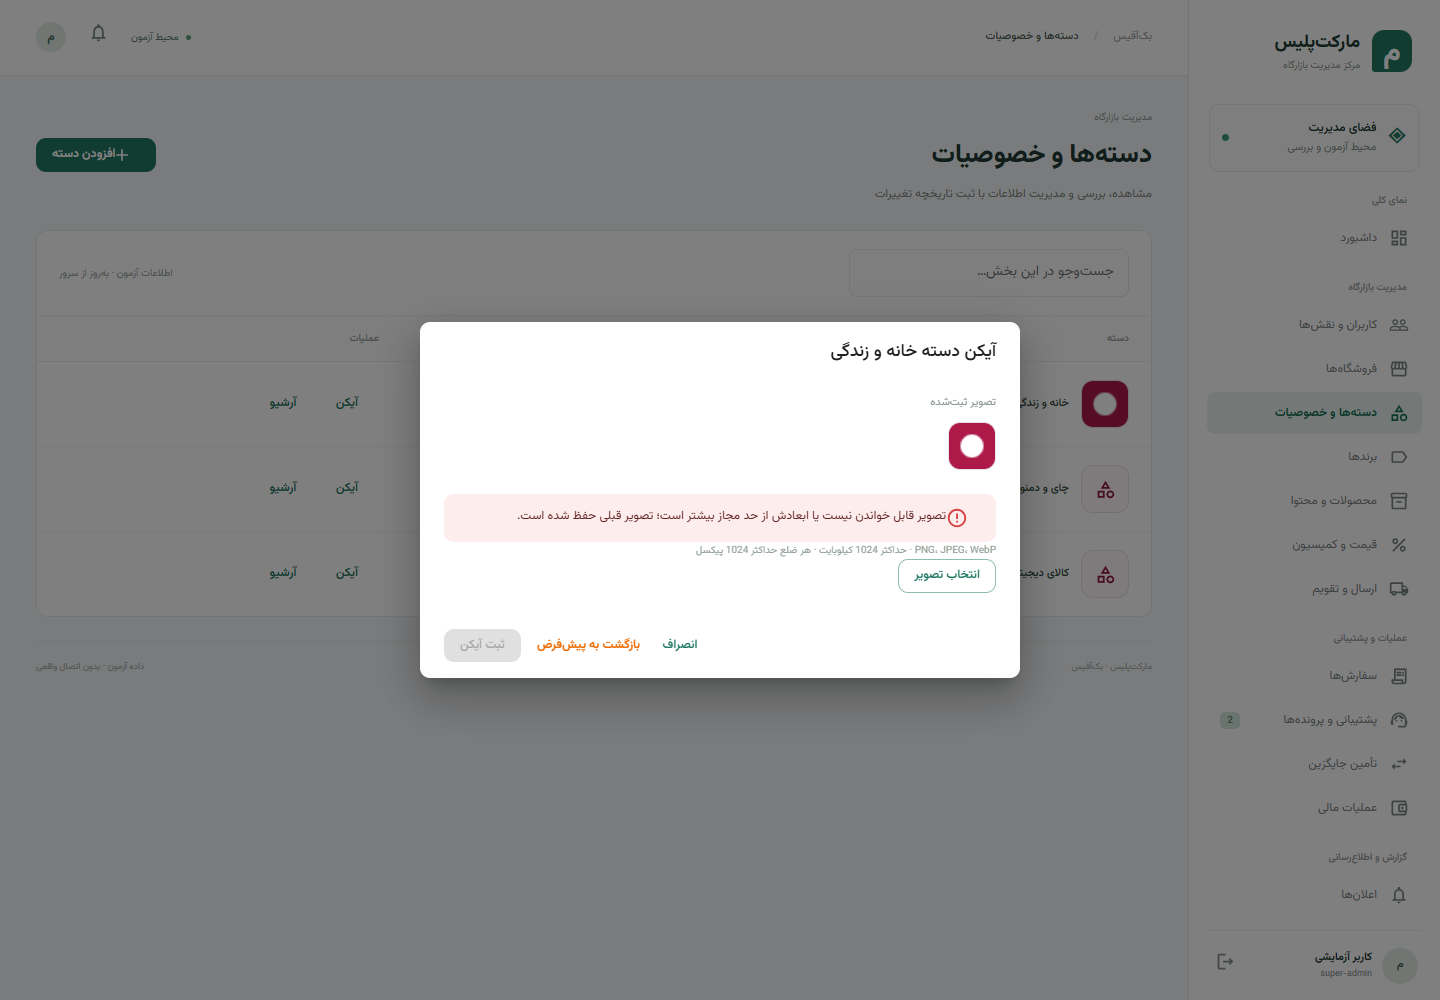 مارکت‌پلیس
مرکز مدیریت بازارگاه
م
فضای مدیریت
محیط آزمون و بررسی
نمای کلی
داشبورد
مدیریت بازارگاه
کاربران و نقش‌ها
فروشگاه‌ها
دسته‌ها و خصوصیات
برندها
محصولات و محتوا
قیمت و کمیسیون
ارسال و تقویم
عملیات و پشتیبانی
سفارش‌ها
پشتیبانی و پرونده‌ها 2
تأمین جایگزین
عملیات مالی
گزارش و اطلاع‌رسانی
اعلان‌ها
م
کاربر آزمایشی
super-admin
بک‌آفیس / دسته‌ها و خصوصیات
محیط آزمون
م
مدیریت بازارگاه
دسته‌ها و خصوصیات
مشاهده، بررسی و مدیریت اطلاعات با ثبت تاریخچه تغییرات
افزودن دسته
جست‌وجو در این بخش...
اطلاعات آزمون · به‌روز از سرور
دسته عملیات
خانه و زندگی آیکن آرشیو
چای و آیکن آرشیو
کالای آیکن آرشیو
آیکن دسته خانه و زندگی
تصویر ثبت‌شده
تصویر قابل خواندن نیست یا ابعادش از حد مجاز بیشتر است؛ تصویر قبلی حفظ شده است.
PNG، JPEG، WebP · حداکثر 1024 کیلوبایت · هر ضلع حداکثر 1024 پیکسل
انتخاب تصویر
انصراف بازگشت به پیش‌فرض ثبت آیکن
مارکت‌پلیس · بک‌آفیس
داده آزمون · بدون اتصال واقعی